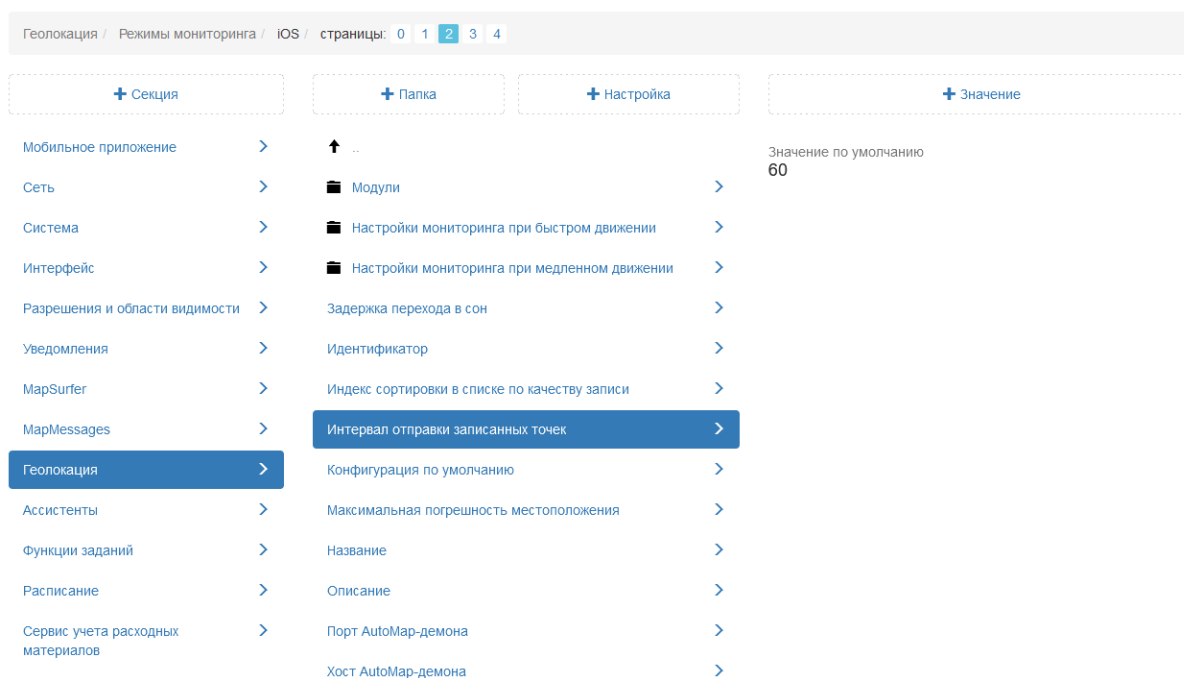 Геолокация / Режимы мониторинга / iOS / страницы: 0 1 2 3 4
+ Секция
Мобильное приложение
Сеть
Система
Интерфейс
Разрешения и области видимости
Уведомления
MapSurfer
MapMessages
Геолокация
Ассистенты
Функции заданий
Расписание
Сервис учета расходных
материалов
+ Папка
+ Настройка
..
Модули
Настройки мониторинга при быстром движении
Настройки мониторинга при медленном движении
Задержка перехода в сон
Идентификатор
Индекс сортировки в списке по качеству записи
Интервал отправки записанных точек
Конфигурация по умолчанию
Максимальная погрешность местоположения
Название
Описание
Порт AutoMap-демона
Хост AutoMap-демона
+ Значение
Значение по умолчанию
60